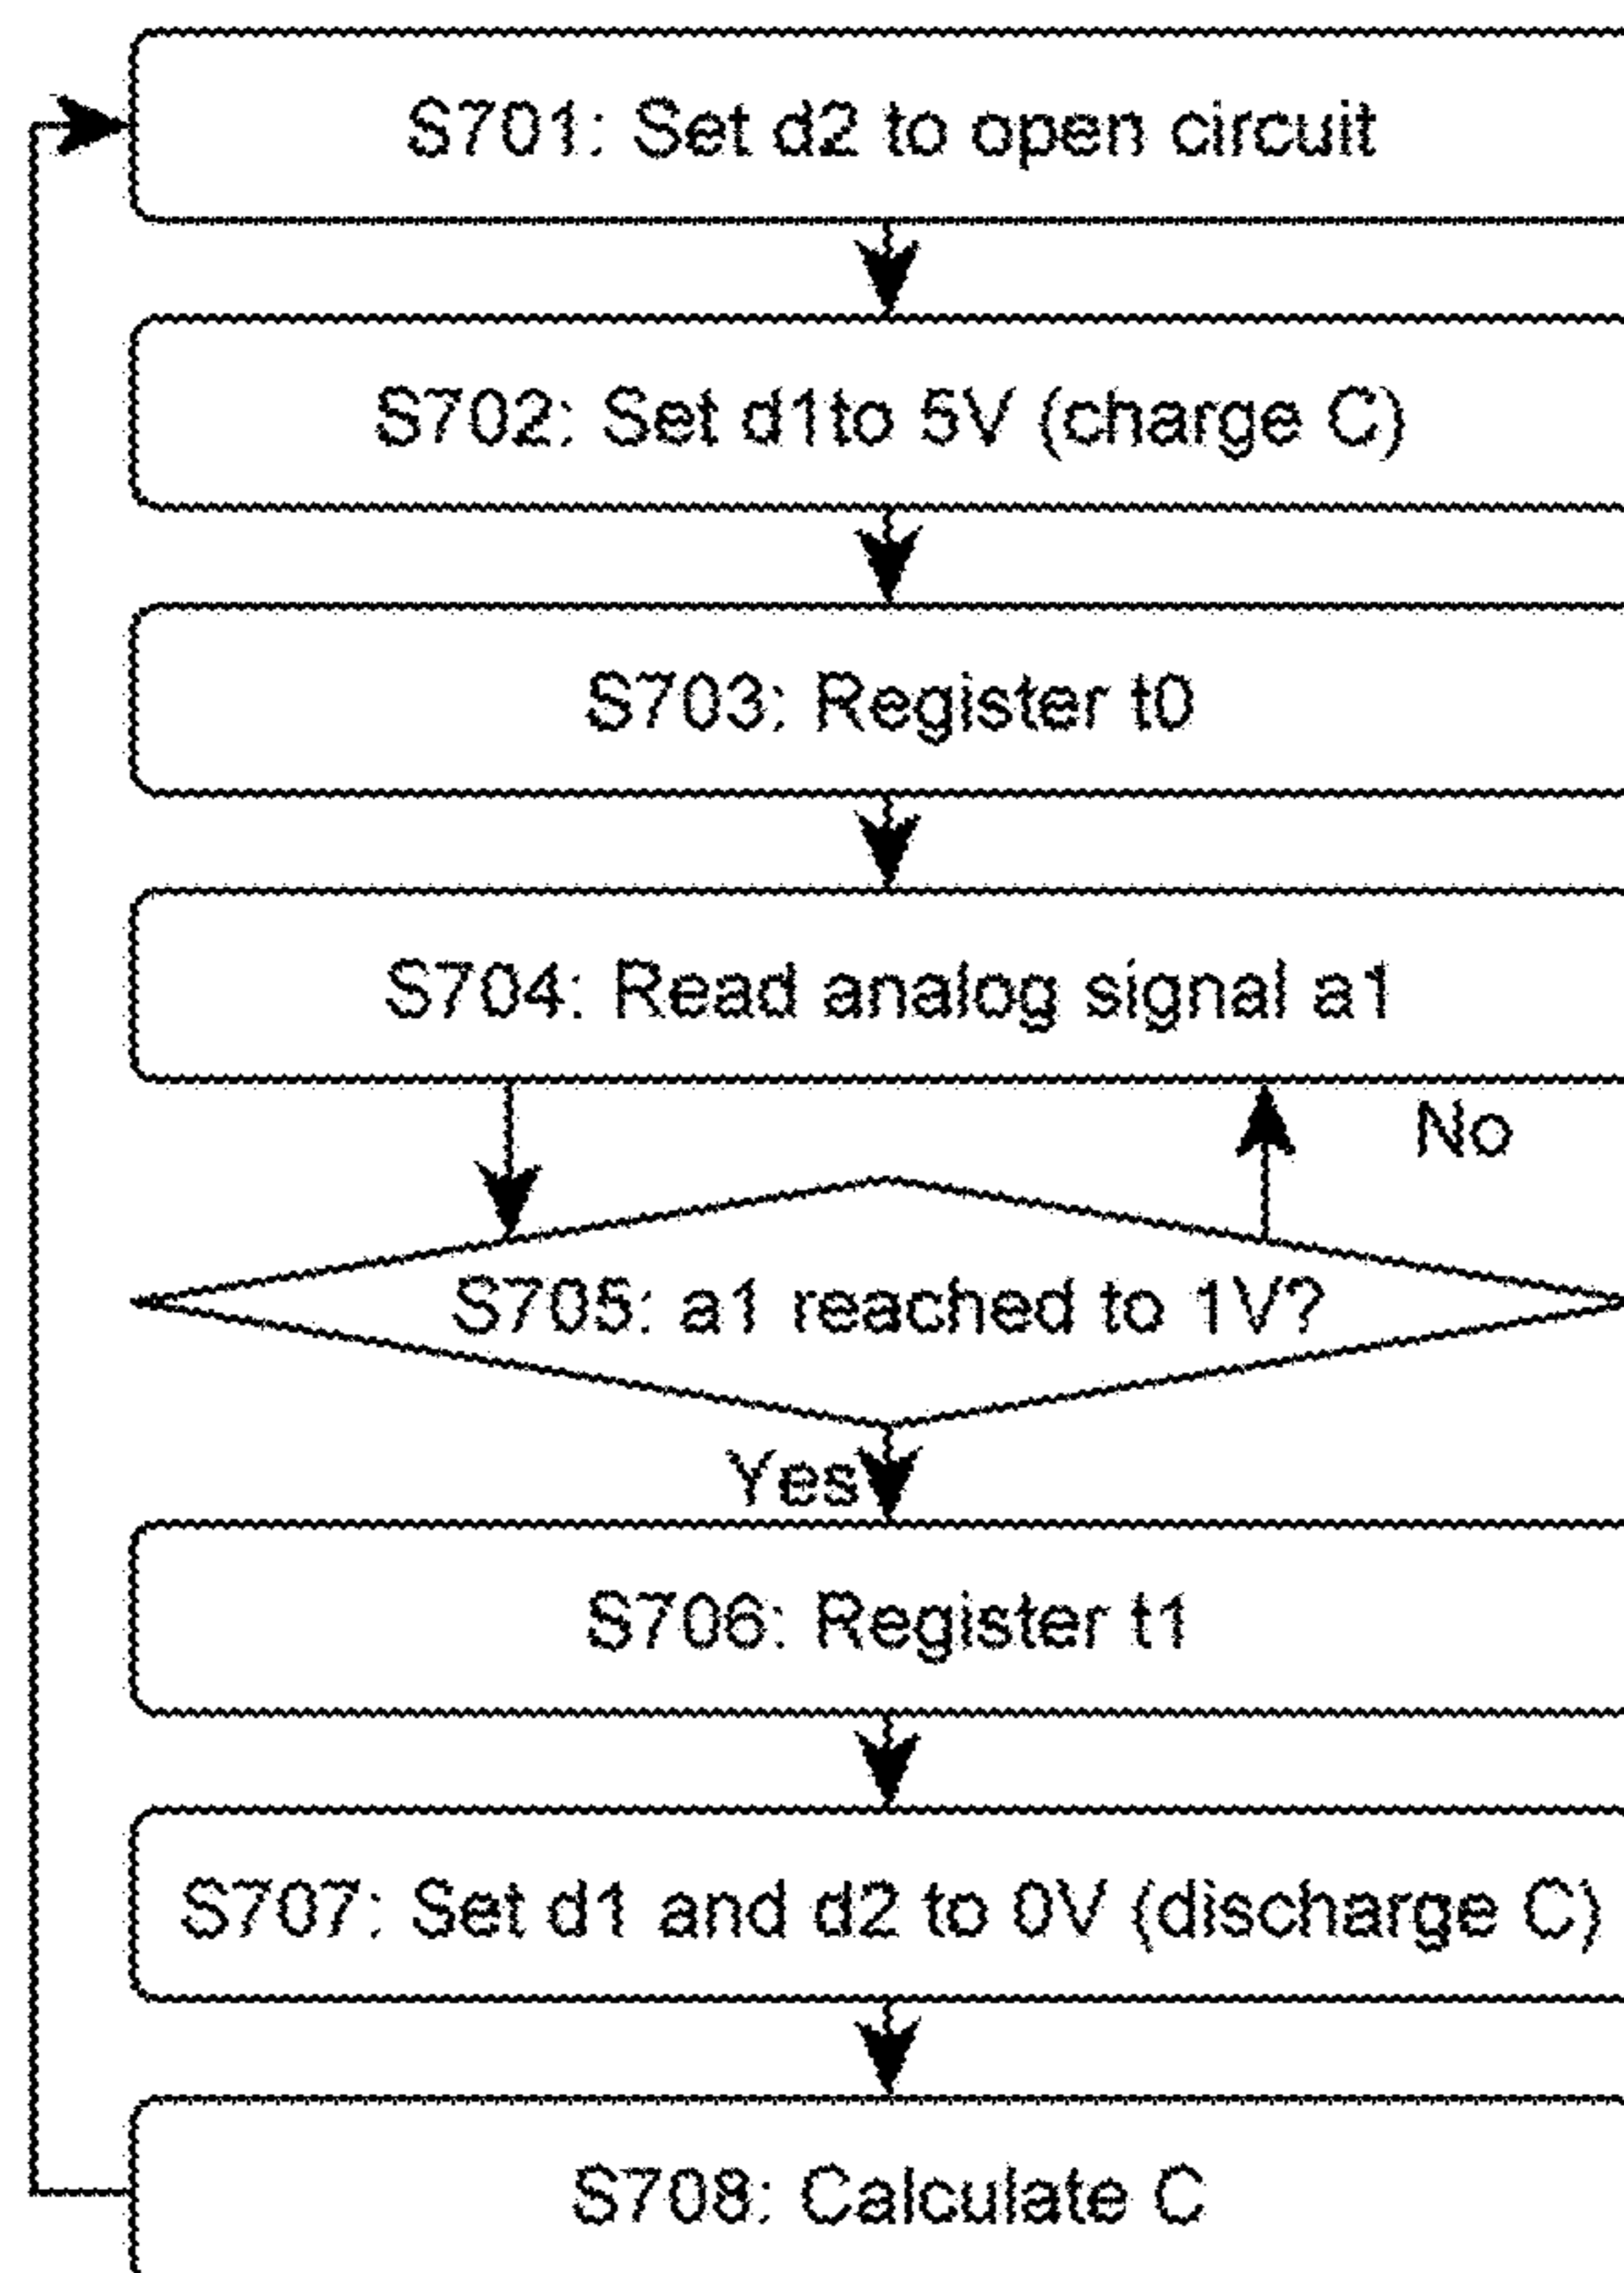 S701: Set d2 to open circuit
S702: Set d1to 5V (charge C)
S703: Register t0
S704: Read analog signal a1
No
S705: a1 reached to 1V?
Yes
S706: Register t1
S707: Set d1 and d2 to 0V (discharge C)
S708: Calculate C